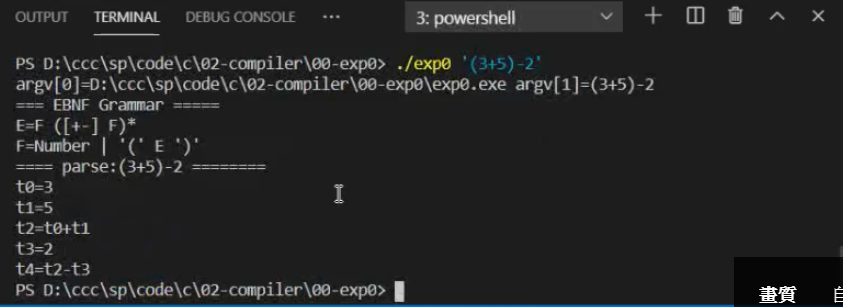 OUTPUT TERMINAL DEBUG CONSOLE ··· 3: powershell
PS D:\ccc\sp\code\c\02-compiler\00-exp0> ./exp0 '(3+5)-2'
argv[0]=D:\ccc\sp\code\c\02-compiler\00-exp0\exp0.exe argv[1]=(3+5)-2
=== EBNF Grammar =====
E=F ([+-] F)*
F=Number | '(' E ')'
==== parse:(3+5)-2 ========
t0=3
t1=5
t2=t0+t1
t3=2
t4=t2-t3
PS D:\ccc\sp\code\c\02-compiler\00-exp0>
畫質 自